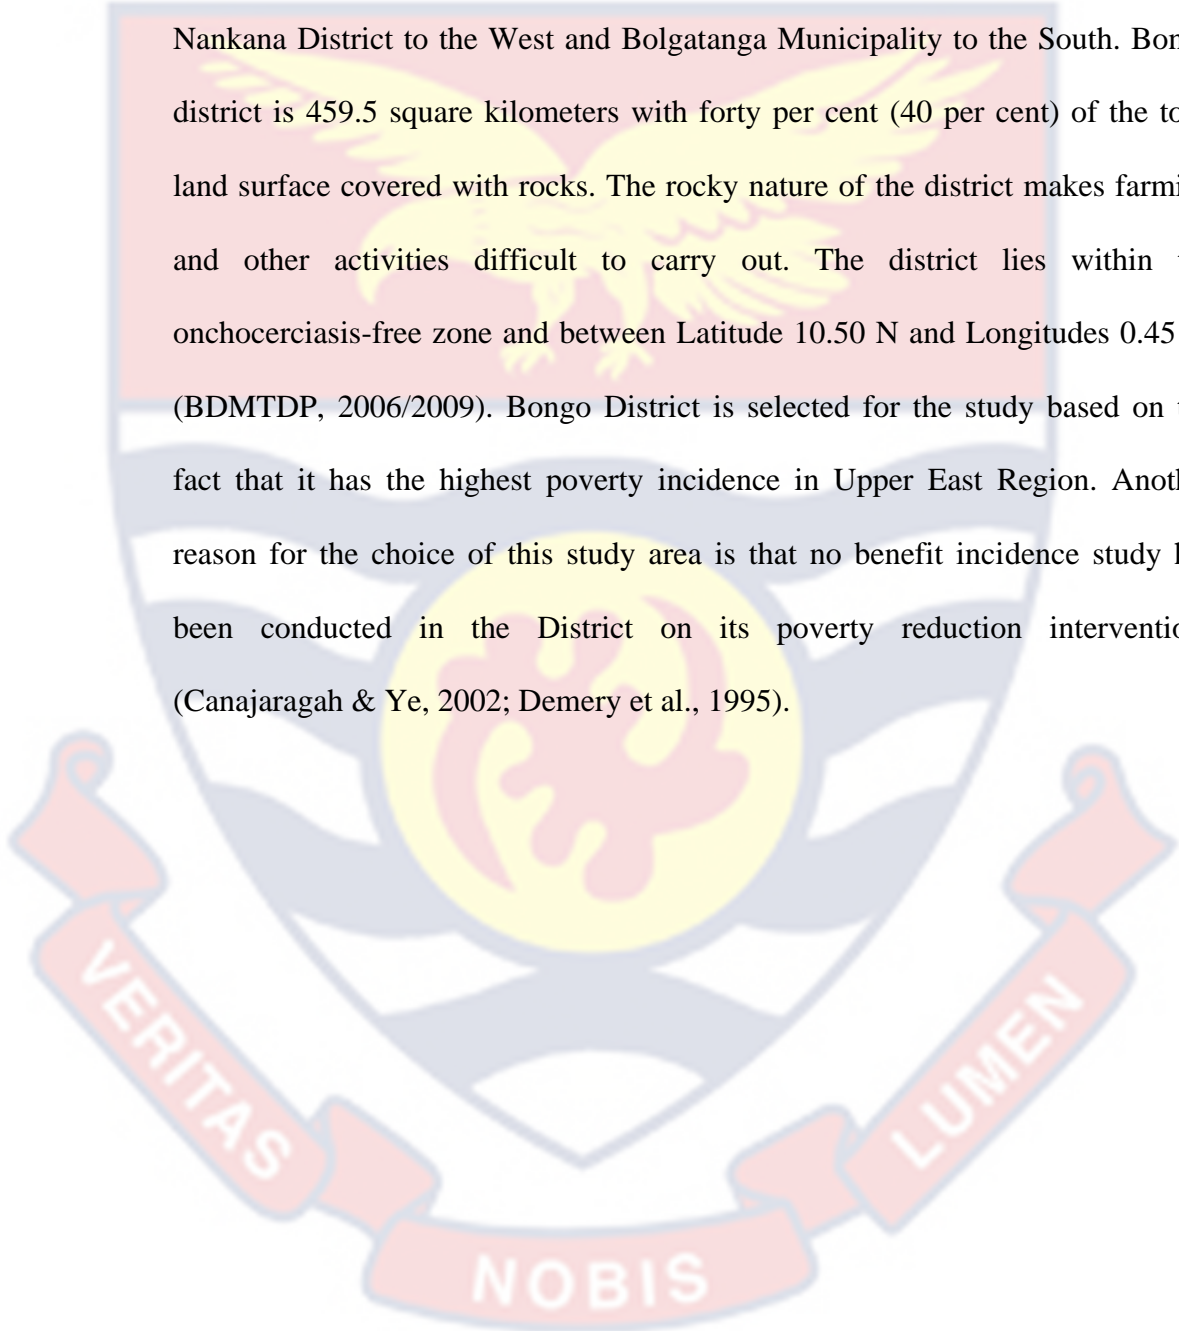 Nankana District to the West and Bolgatanga Municipality to the South. Bon
district is 459.5 square kilometers with forty per cent (40 per cent) of the to
land surface covered with rocks. The rocky nature of the district makes farmi
and other activities difficult to carry out. The district lies within
onchocerciasis-free zone and between Latitude 10.50 N and Longitudes 0.45
(BDMTDP, 2006/2009). Bongo District is selected for the study based on
fact that it has the highest poverty incidence in Upper East Region. Anoth
reason for the choice of this study area is that no benefit incidence study
been conducted in the District on its poverty reduction interventio
(Canajaragah & Ye, 2002; Demery et al., 1995).
VERITAS
NOBIS
LUMEN